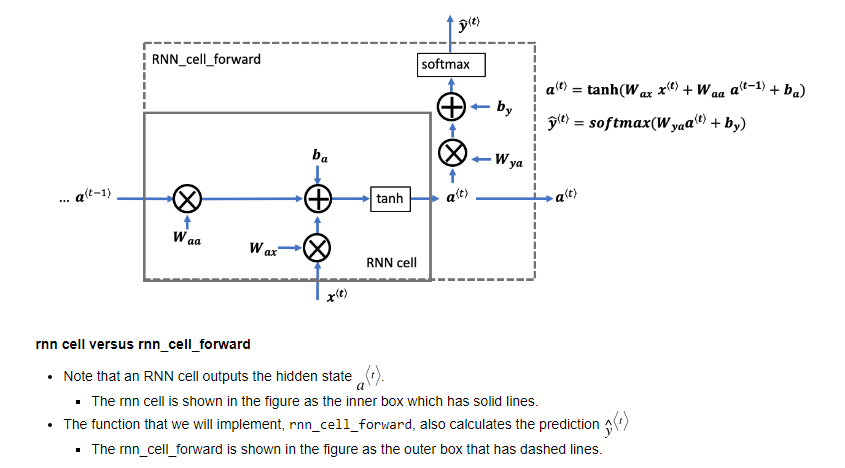 ŷ⟨t⟩
RNN_cell_forward
softmax
a⟨t⟩ = tanh(Wax x⟨t⟩ + Waa a⟨t−1⟩ + ba)
by
ŷ⟨t⟩ = softmax(Wyaa⟨t⟩ + by)
ba
Wya
... a⟨t−1⟩
tanh
a⟨t⟩
a⟨t⟩
Waa
Wax
RNN cell
x⟨t⟩
rnn cell versus rnn_cell_forward
• Note that an RNN cell outputs the hidden state a⟨t⟩.
▪ The rnn cell is shown in the figure as the inner box which has solid lines.
• The function that we will implement, rnn_cell_forward, also calculates the prediction ŷ⟨t⟩
▪ The rnn_cell_forward is shown in the figure as the outer box that has dashed lines.